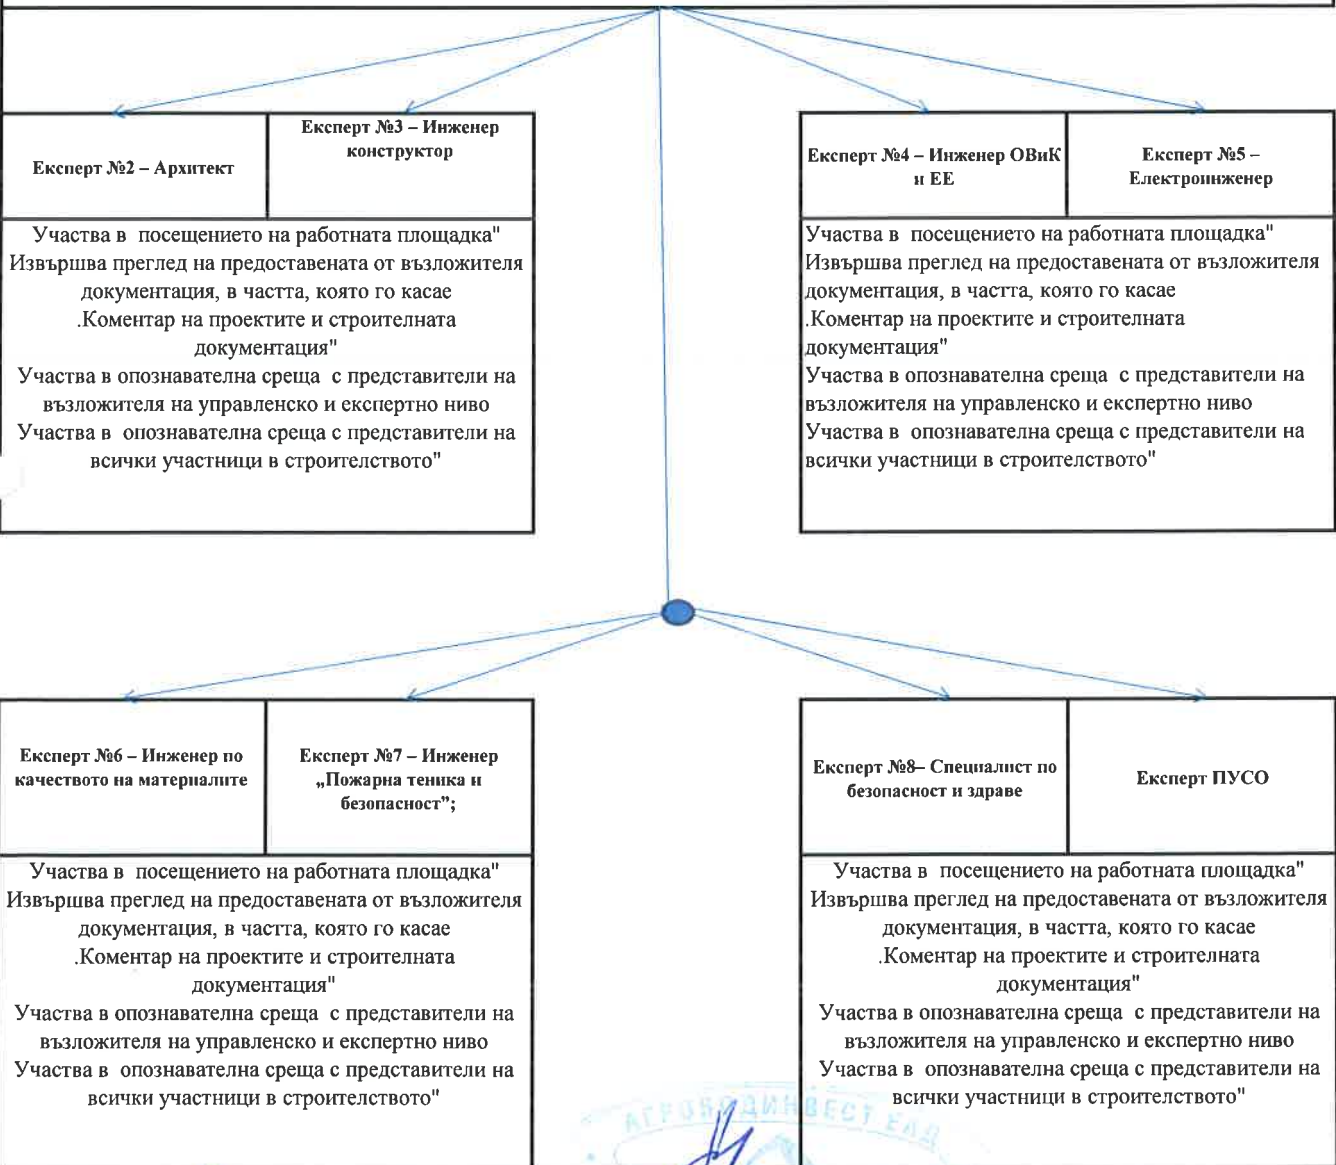 Експерт №2 – Архитект
Експерт №3 – Инженер
конструктор
Участва в посещението на работната площадка"
Извършва преглед на предоставената от възложителя
документация, в частта, която го касае
.Коментар на проектите и строителната
документация"
Участва в опознавателна среща с представители на
възложителя на управленско и експертно ниво
Участва в опознавателна среща с представители на
всички участници в строителството"
Експерт №4 – Инженер ОВиК
и ЕЕ
Експерт №5 –
Електроинженер
Участва в посещението на работната площадка"
Извършва преглед на предоставената от възложителя
документация, в частта, която го касае
.Коментар на проектите и строителната
документация"
Участва в опознавателна среща с представители на
възложителя на управленско и експертно ниво
Участва в опознавателна среща с представители на
всички участници в строителството"
Експерт №6 – Инженер по
качеството на материалите
Експерт №7 – Инженер
„Пожарна теника и
безопасност”;
Участва в посещението на работната площадка"
Извършва преглед на предоставената от възложителя
документация, в частта, която го касае
.Коментар на проектите и строителната
документация"
Участва в опознавателна среща с представители на
възложителя на управленско и експертно ниво
Участва в опознавателна среща с представители на
всички участници в строителството"
Експерт №8– Специалист по
безопасност и здраве
Експерт ПУСО
Участва в посещението на работната площадка"
Извършва преглед на предоставената от възложителя
документация, в частта, която го касае
.Коментар на проектите и строителната
документация"
Участва в опознавателна среща с представители на
възложителя на управленско и експертно ниво
Участва в опознавателна среща с представители на
всички участници в строителството"
АГРОВОДИНВЕСТ ЕАД